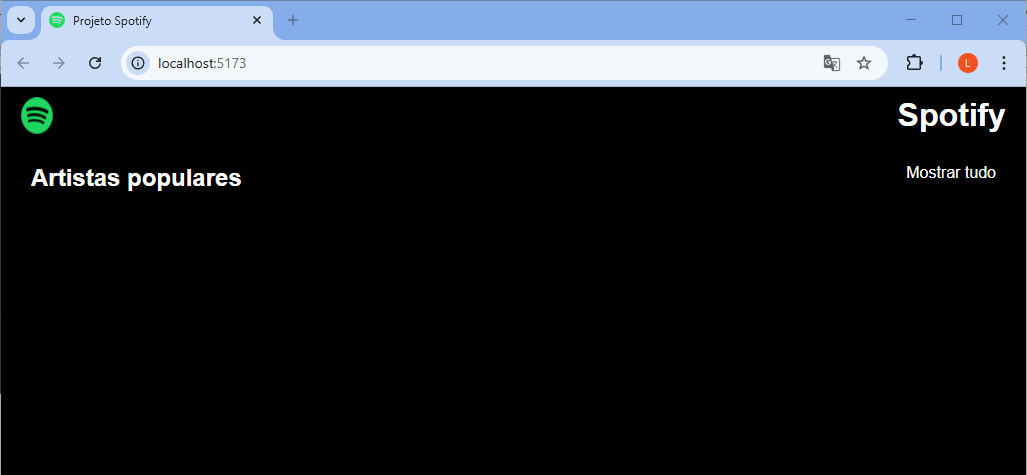 Projeto Spotify
localhost:5173
L
Spotify
Artistas populares
Mostrar tudo